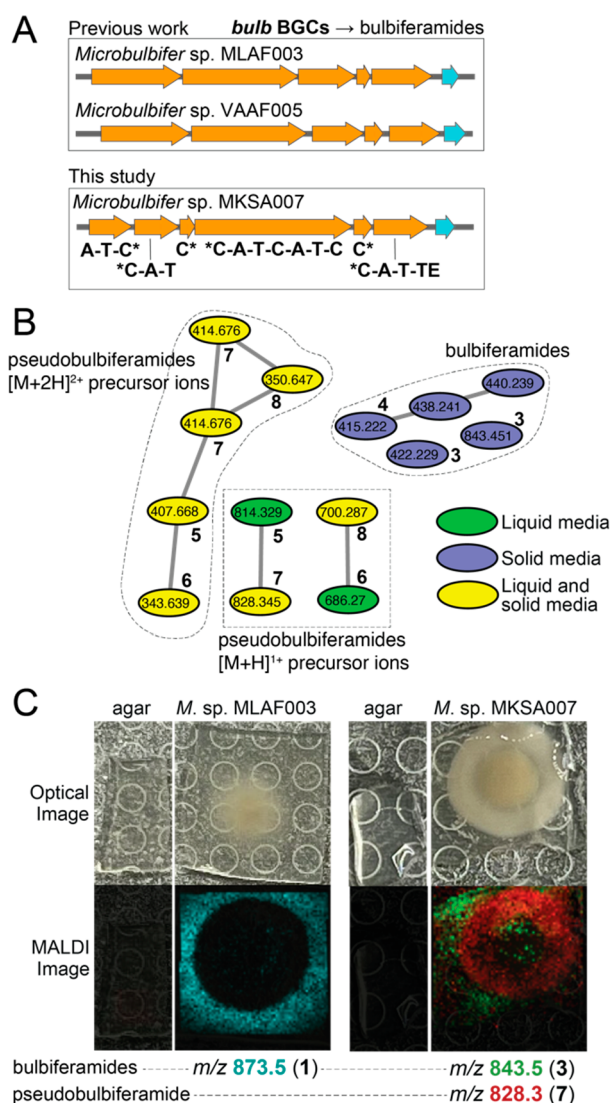 A
Previous work
bulb BGCs → bulbiferamides
Microbulbifer sp. MLAF003
Microbulbifer sp. VAAF005
This study
Microbulbifer sp. MKSA007
A-T-C* C* *C-A-T-C-A-T-C C*
*C-A-T *C-A-T-TE
B
pseudobulbiferamides
[M+2H]²⁺ precursor ions
414.676
7
350.647
8
414.676
7
407.668
5
6
343.639
bulbiferamides
440.239
4
438.241
415.222
3
843.451
422.229
3
814.329
5
700.287
8
7
828.345
6
686.27
pseudobulbiferamides
[M+H]¹⁺ precursor ions
Liquid media
Solid media
Liquid and
solid media
C
agar M. sp. MLAF003 agar M. sp. MKSA007
Optical
Image
MALDI
Image
bulbiferamides m/z 873.5 (1) m/z 843.5 (3)
pseudobulbiferamide m/z 828.3 (7)